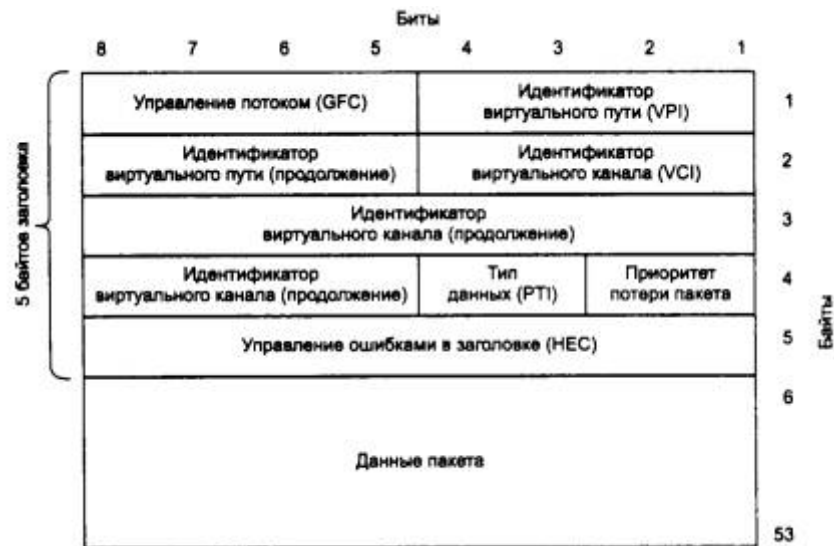 Биты
8 7 6 5 4 3 2 1
Управление потоком (GFC)
Идентификатор
виртуального пути (VPI)
1
Идентификатор
виртуального пути (продолжение)
Идентификатор
виртуального канала (VCI)
2
Идентификатор
виртуального канала (продолжение)
3
Идентификатор
виртуального канала (продолжение)
Тип
данных (PTI)
Приоритет
потери пакета
4
Управление ошибками в заголовке (HEC)
5
5 байтов заголовка
Байты
6
Данные пакета
53